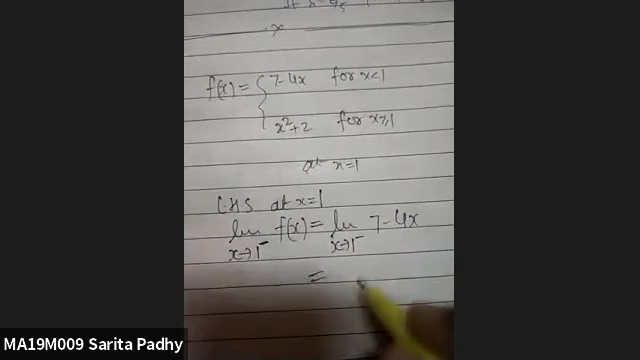 f(x) = { 7-4x for x<1
x²+2 for x≥1
at x=1
LHS at x=1
lim x→1⁻ f(x) = lim x→1⁻ 7-4x
=
MA19M009 Sarita Padhy